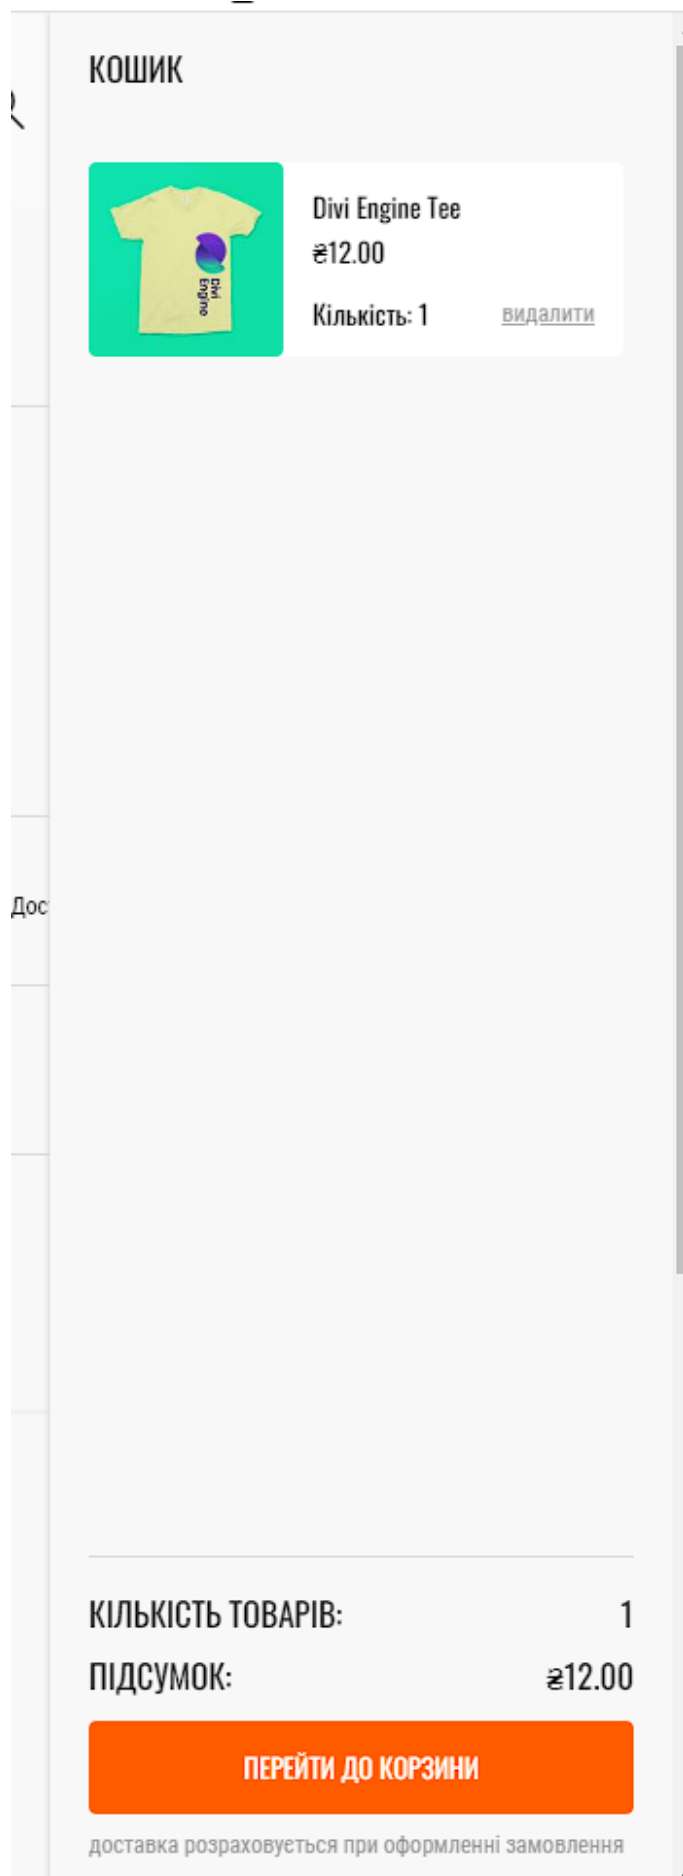 КОШИК
Divi Engine Tee
₴12.00
Divi
Engine
Кількість: 1 видалити
Дос
КІЛЬКІСТЬ ТОВАРІВ: 1
ПІДСУМОК: ₴12.00
ПЕРЕЙТИ ДО КОРЗИНИ
доставка розраховується при оформленні замовлення